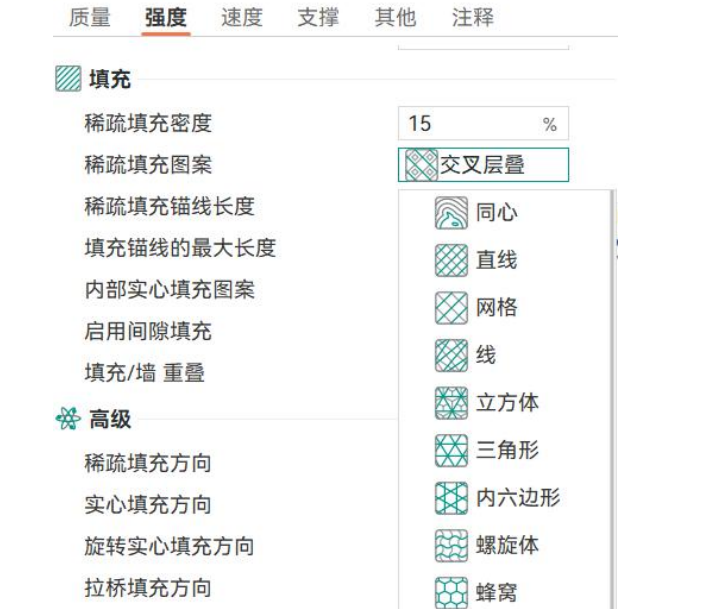 质量 强度 速度 支撑 其他 注释
填充
稀疏填充密度 15 %
稀疏填充图案 交叉层叠
稀疏填充锚线长度 同心
填充锚线的最大长度 直线
内部实心填充图案 网格
启用间隙填充 线
填充/墙 重叠 立方体
高级
稀疏填充方向 三角形
实心填充方向 内六边形
旋转实心填充方向 螺旋体
拉桥填充方向 蜂窝